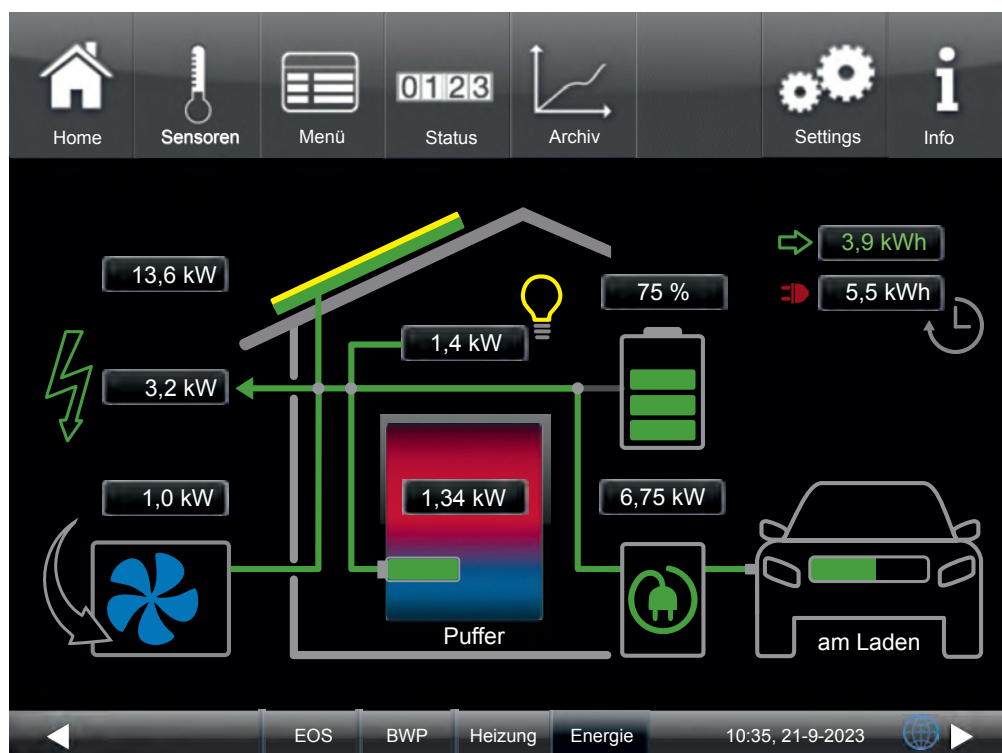 0123
Home
Sensoren
Menü
Status
Archiv
Settings
Info
3,9 kWh
13,6 kW
75 %
5,5 kWh
1,4 kW
3,2 kW
1,0 kW
1,34 kW
6,75 kW
Puffer
am Laden
EOS
BWP
Heizung
Energie
10:35, 21-9-2023